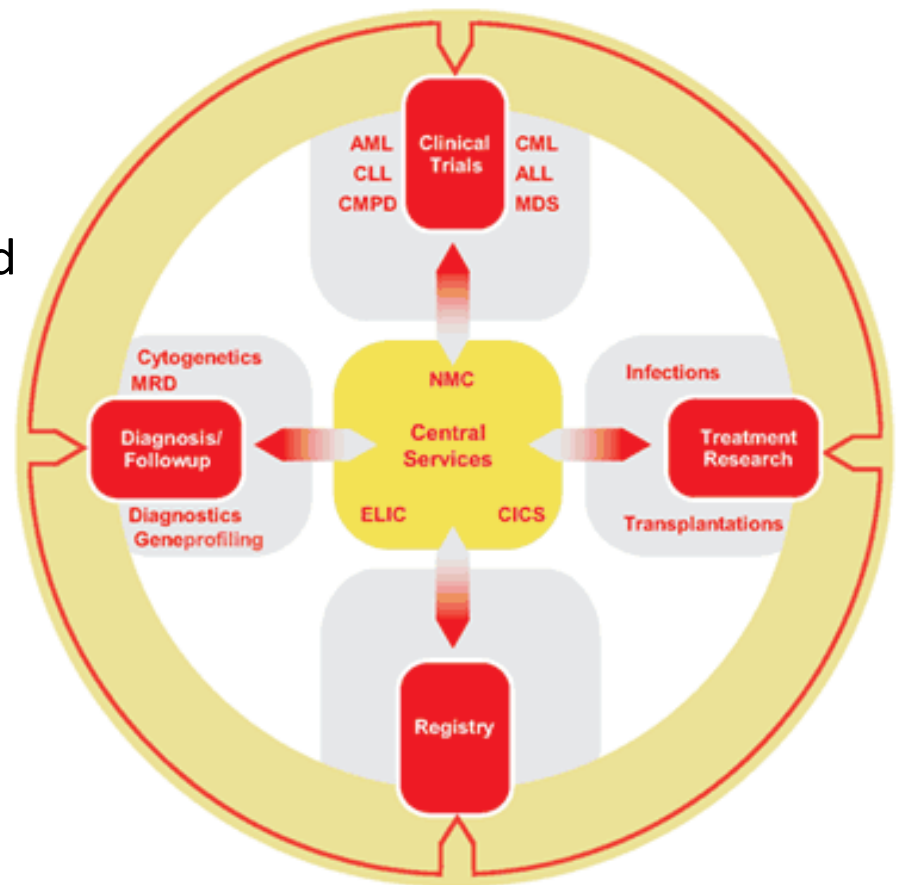 AML
CLL
CMPD
Clinical
Trials
CML
ALL
MDS
d
Cytogenetics
MRD
Diagnosis/
Followup
Diagnostics
Geneprofiling
NMC
Central
Services
ELIC
CICS
Infections
Treatment
Research
Transplantations
Registry